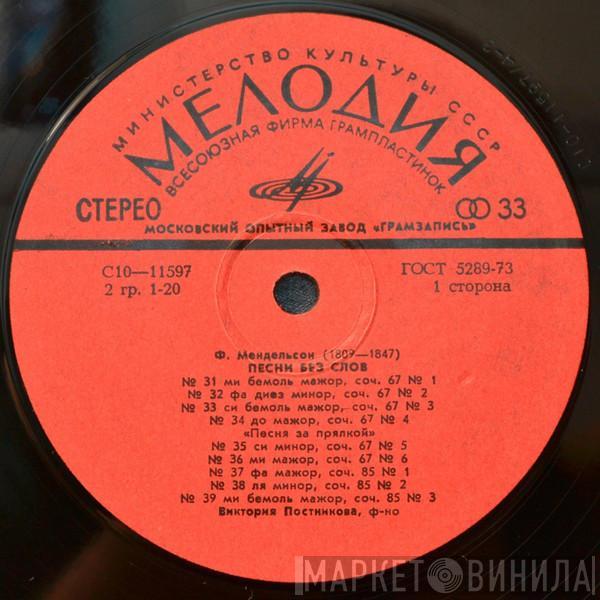 МИНИСТЕРСТВО КУЛЬТУРЫ СССР
МЕЛОДИЯ
ВСЕСОЮЗНАЯ ФИРМА ГРАМПЛАСТИНОК
СТЕРЕО
33
МОСКОВСКИЙ ОПЫТНЫЙ ЗАВОД «ГРАМЗАПИСЬ»
С10—11597
ГОСТ 5289-73
2 гр. 1-20
1 сторона
Ф. Мендельсон (1809—1847)
ПЕСНИ БЕЗ СЛОВ
№ 31 ми бемоль мажор, соч. 67 № 1
№ 32 фа диез минор, соч. 67 № 2
№ 33 си бемоль мажор, соч. 67 № 3
№ 34 до мажор, соч. 67 № 4
«Песня за прялкой»
№ 35 си минор, соч. 67 № 5
№ 36 ми мажор, соч. 67 № 6
№ 37 фа мажор, соч. 85 № 1
№ 38 ля минор, соч. 85 № 2
№ 39 ми бемоль мажор, соч. 85 № 3
Виктория Постникова, ф-но
МАРКЕТ ВИНИЛА